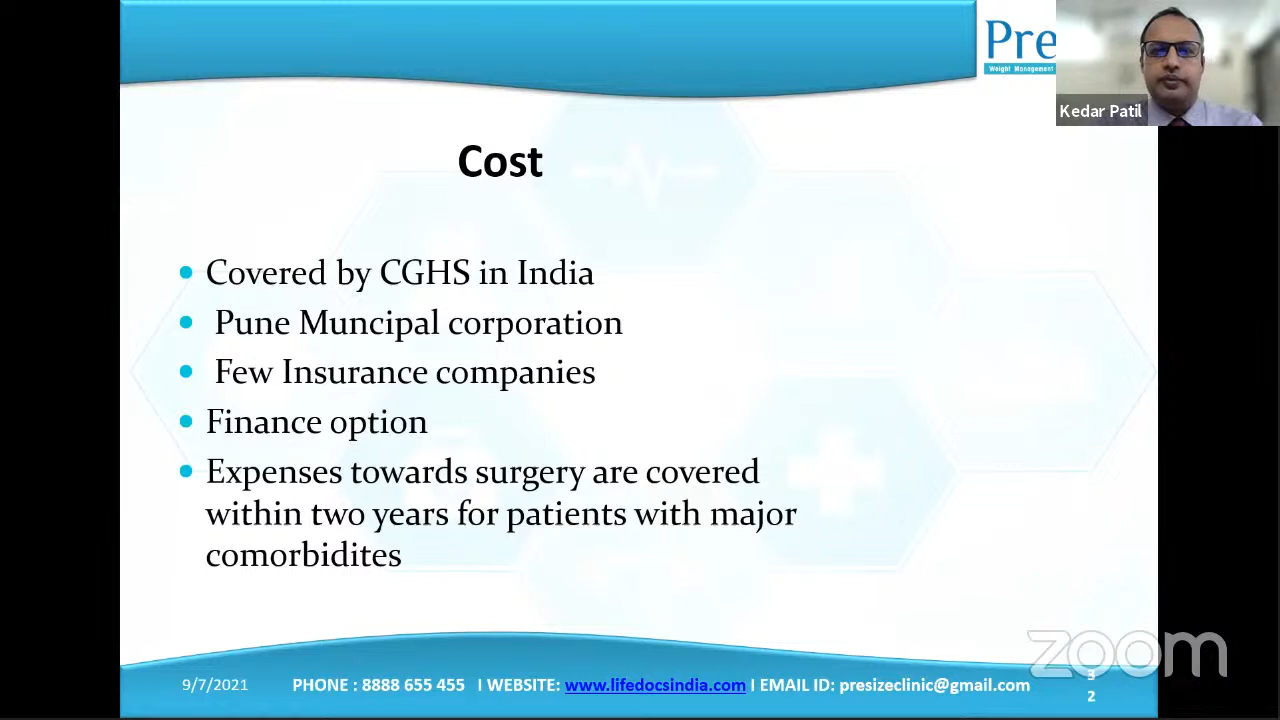 Pre
Weight Management
Kedar Patil
Cost
Covered by CGHS in India
Pune Muncipal corporation
Few Insurance companies
Finance option
Expenses towards surgery are covered
within two years for patients with major
comorbidites
zoom
9/7/2021 PHONE : 8888 655 455 I WEBSITE: www.lifedocsindia.com I EMAIL ID: presizeclinic@gmail.com
3
2